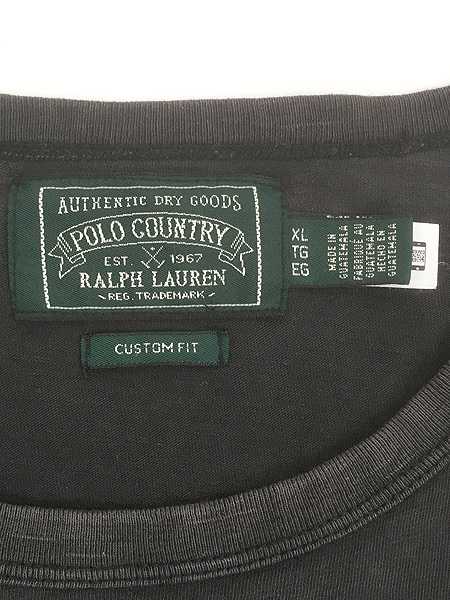 AUTHENTIC DRY GOODS
POLO COUNTRY
EST. 1967
RALPH LAUREN
~REG. TRADEMARK~
XL
TG
EG
MADE IN
GUATEMALA
FABRIQUÉ AU
GUATEMALA
HECHO EN
GUATEMALA
CUSTOM FIT